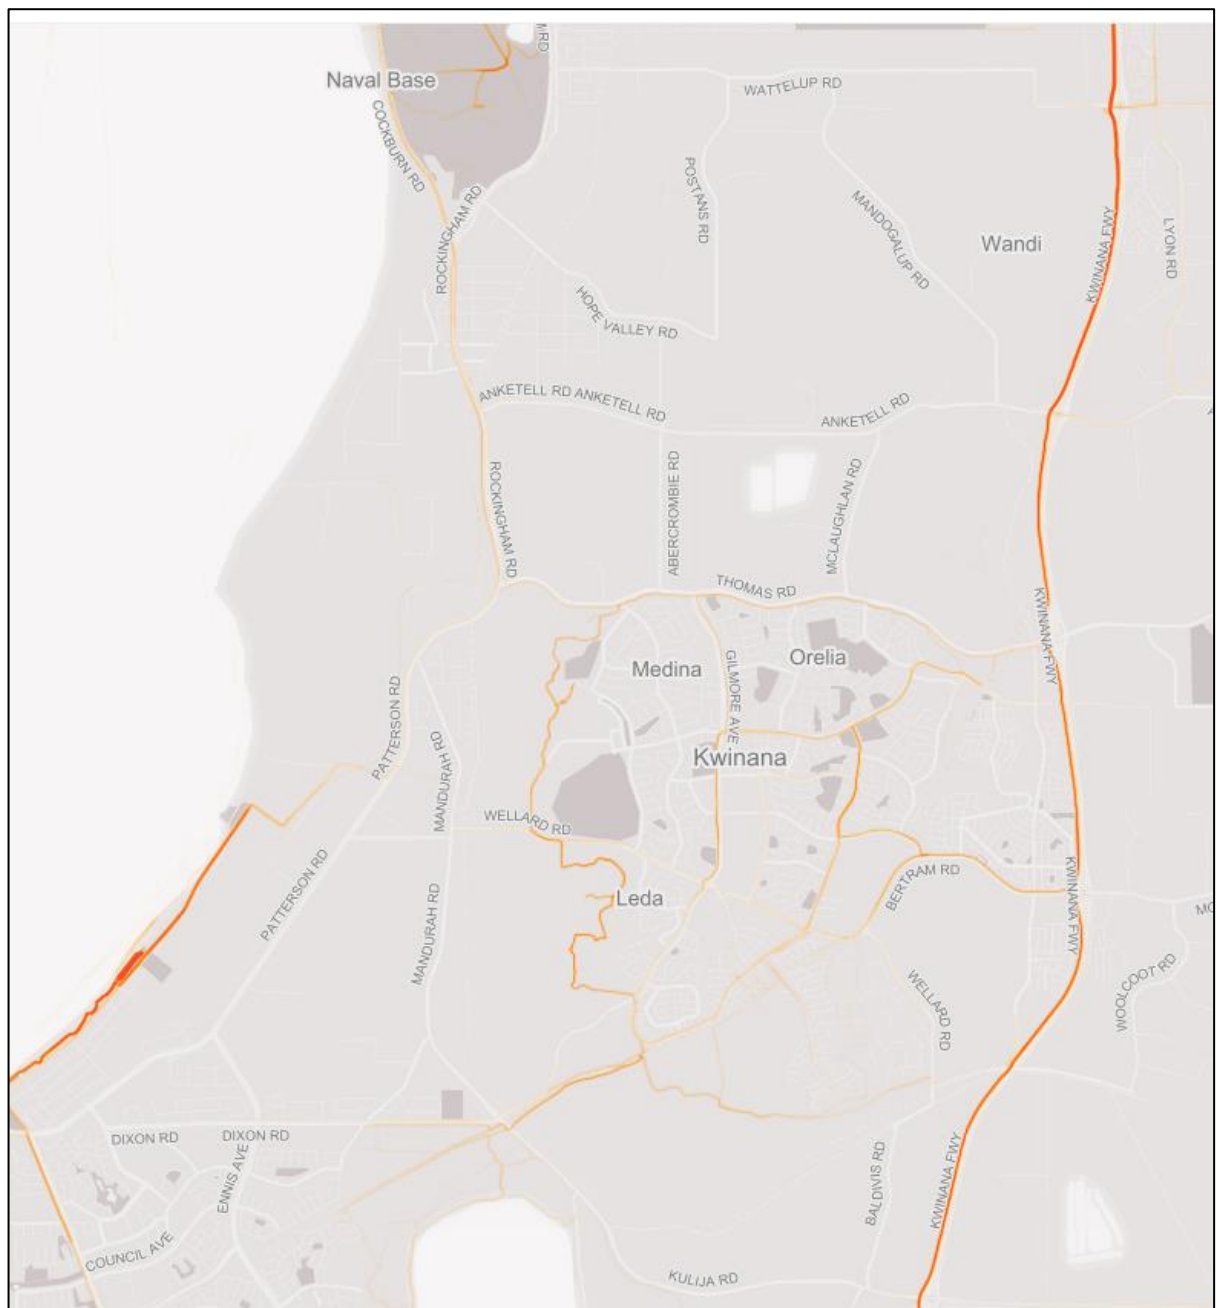 Naval Base
WATTELUP RD
COCKBURN RD
POSTANS RD
MANDOGALUP RD
Wandi
LYON RD
KWINANA FWY
ROCKINGHAM RD
HOPE VALLEY RD
ANKETELL RD ANKETELL RD
ANKETELL RD
ROCKINGHAM RD
ABERCROMBIE RD
MCLAUGHLAN RD
THOMAS RD
KWINANA FWY
Medina
Orelia
GILMORE AVE
PATTERSON RD
MANDURAH RD
Kwinana
WELLARD RD
PATTERSON RD
Leda
BERTRAM RD
KWINANA FWY
MANDURAH RD
WELLARD RD
WOOLCOOT RD
DIXON RD
DIXON RD
ENNIS AVE
BALDIVIS RD
KWINANA FWY
COUNCIL AVE
KULIJA RD